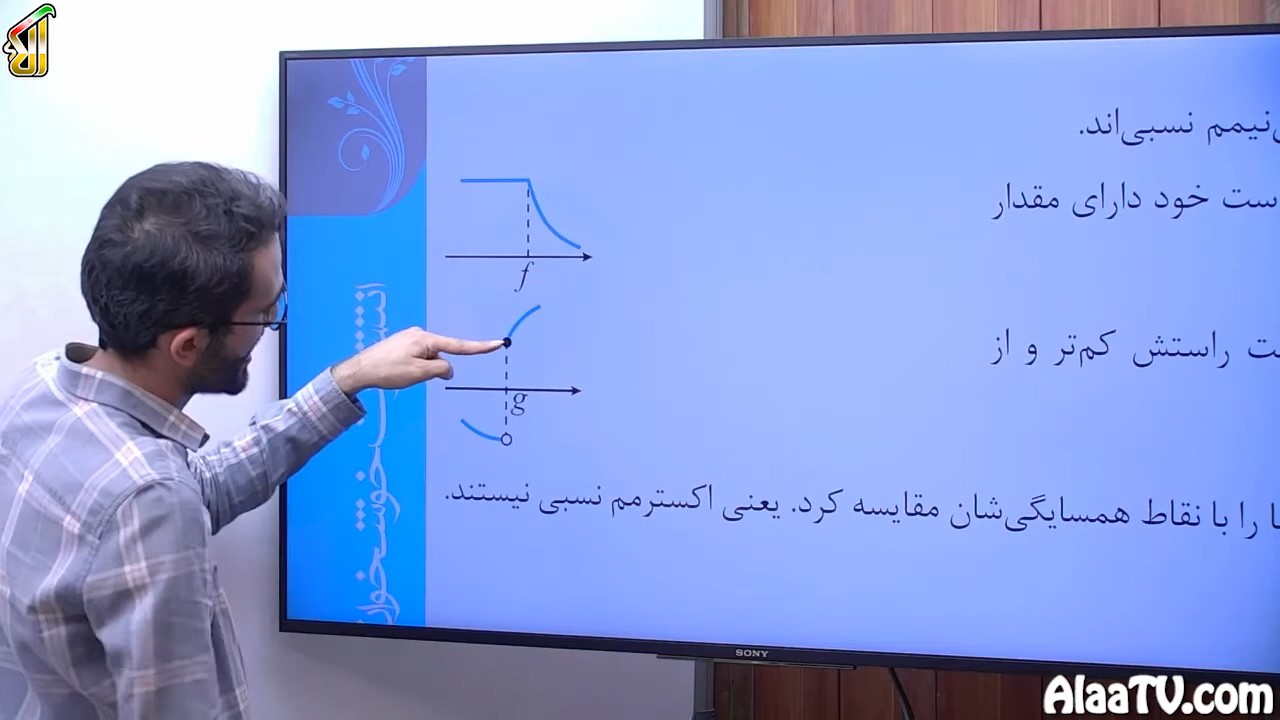 نیمم نسبی‌اند.
ست خود دارای مقدار
f
ت راستش کم‌تر و از
g
ا را با نقاط همسایگی‌شان مقایسه کرد. یعنی اکسترمم نسبی نیستند.
SONY
AlaaTV.com